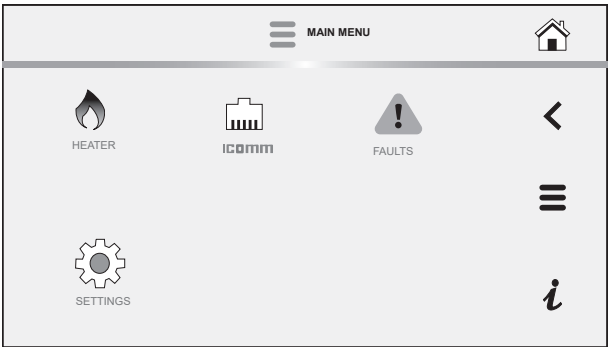 MAIN MENU
HEATER
ICOMM
FAULTS
SETTINGS
i